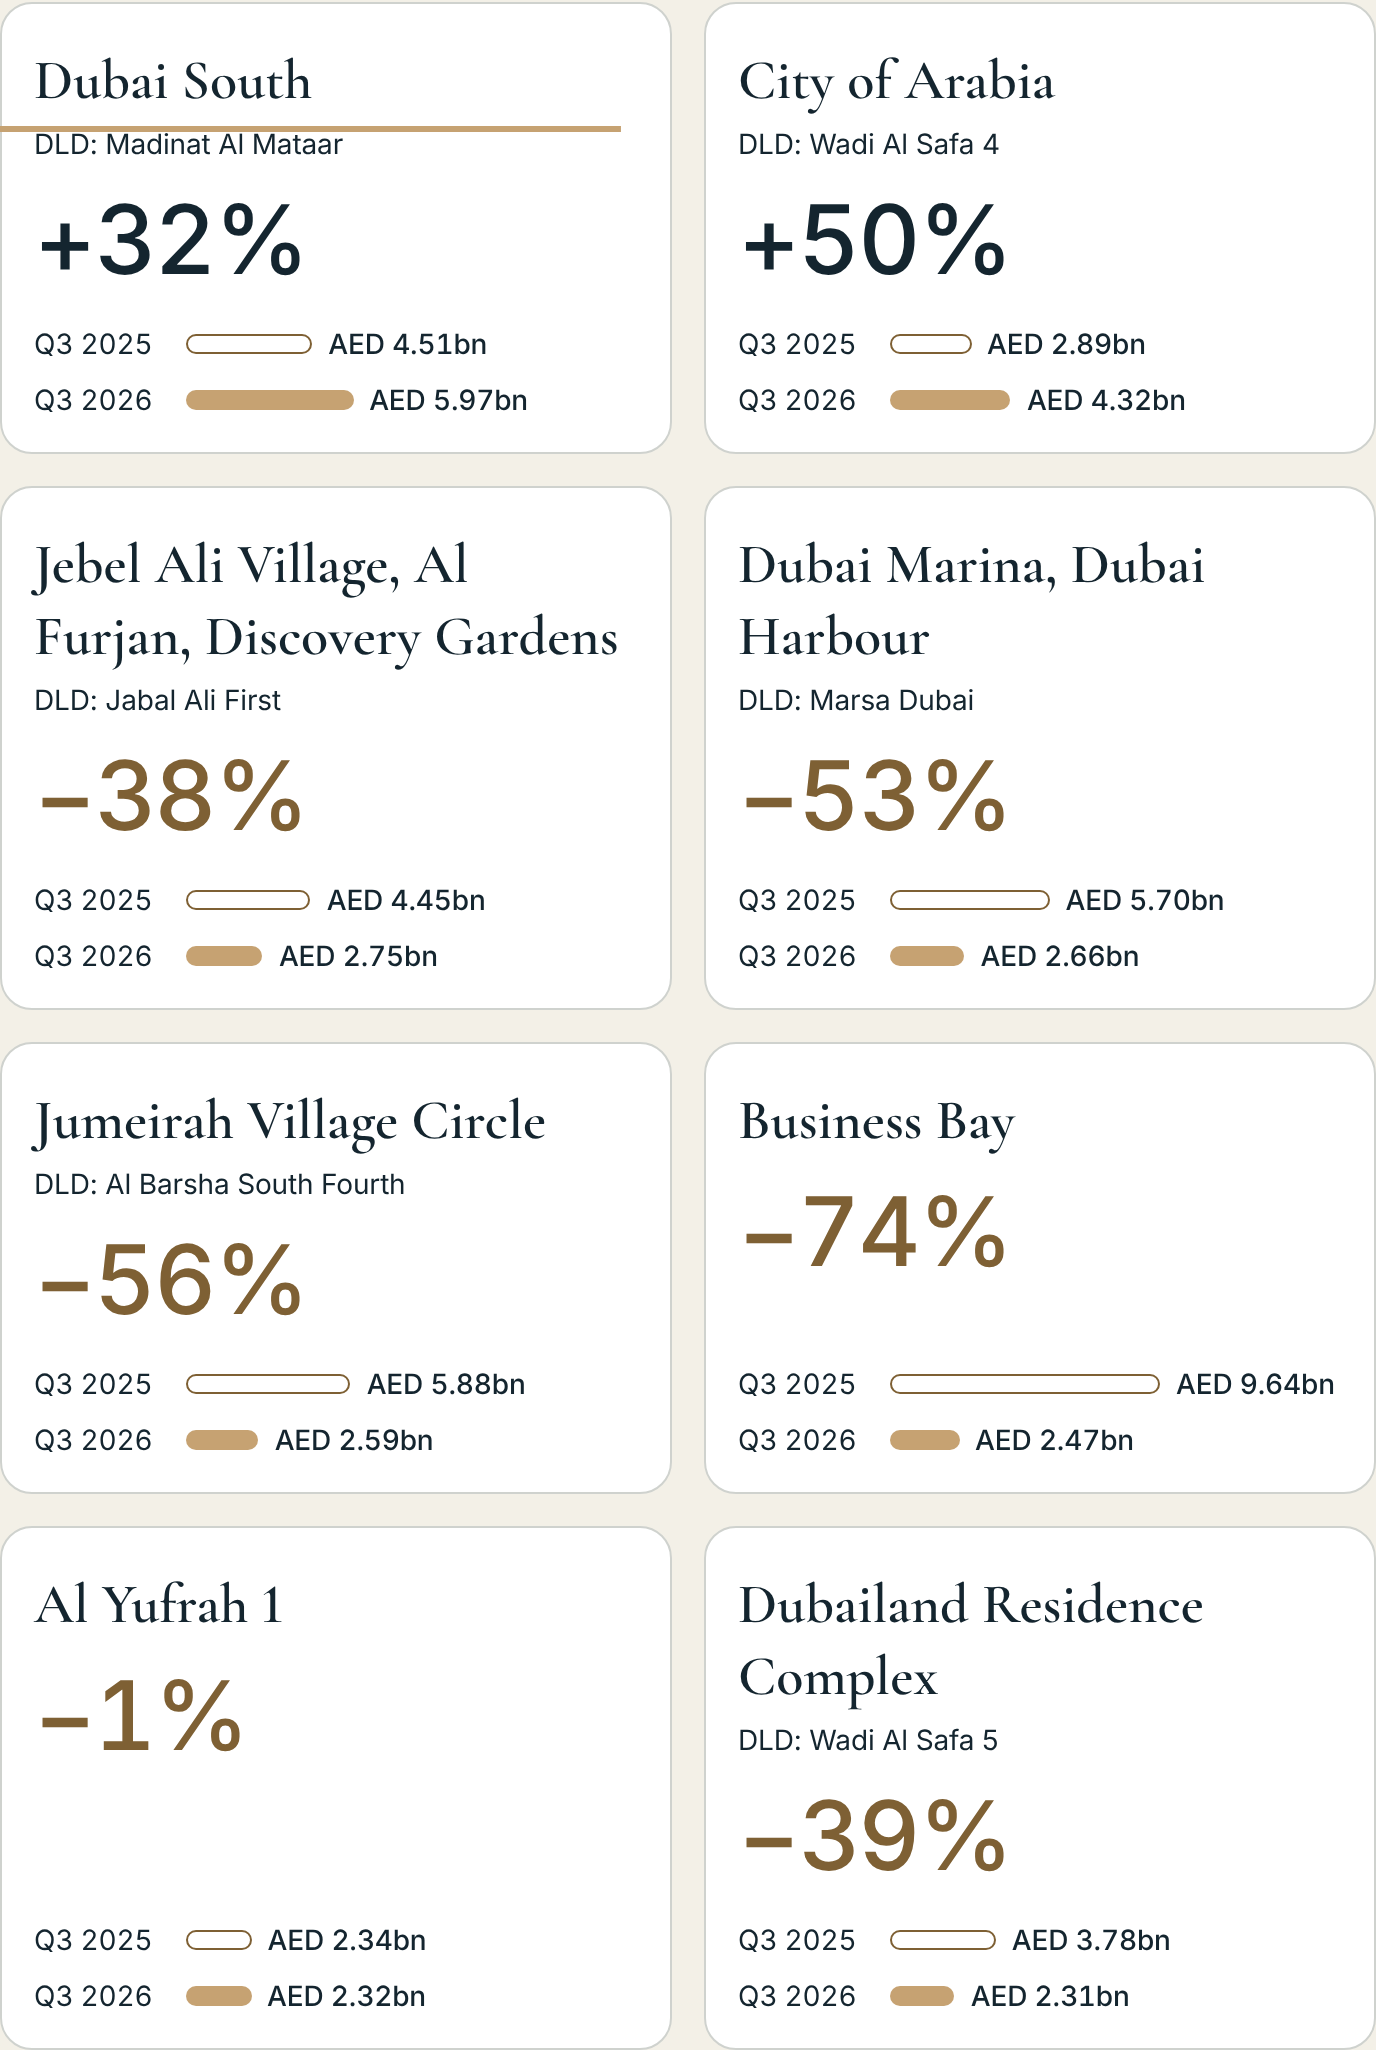 Dubai South
DLD: Madinat Al Mataar
+32%
Q3 2025 AED 4.51bn
Q3 2026 AED 5.97bn
City of Arabia
DLD: Wadi Al Safa 4
+50%
Q3 2025 AED 2.89bn
Q3 2026 AED 4.32bn
Jebel Ali Village, Al
Furjan, Discovery Gardens
DLD: Jabal Ali First
−38%
Q3 2025 AED 4.45bn
Q3 2026 AED 2.75bn
Dubai Marina, Dubai
Harbour
DLD: Marsa Dubai
−53%
Q3 2025 AED 5.70bn
Q3 2026 AED 2.66bn
Jumeirah Village Circle
DLD: Al Barsha South Fourth
−56%
Q3 2025 AED 5.88bn
Q3 2026 AED 2.59bn
Business Bay
−74%
Q3 2025 AED 9.64bn
Q3 2026 AED 2.47bn
Al Yufrah 1
−1%
Q3 2025 AED 2.34bn
Q3 2026 AED 2.32bn
Dubailand Residence
Complex
DLD: Wadi Al Safa 5
−39%
Q3 2025 AED 3.78bn
Q3 2026 AED 2.31bn